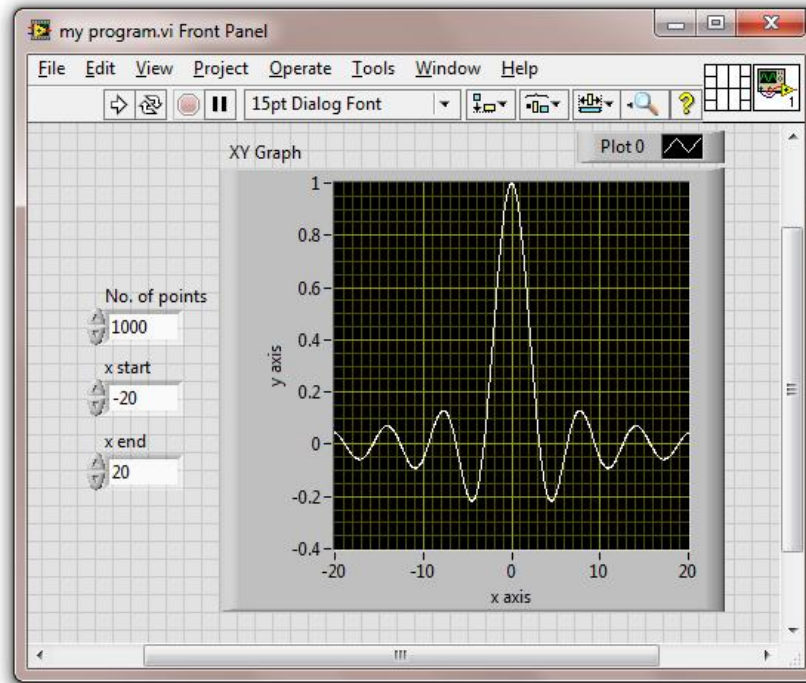 my program.vi Front Panel
File Edit View Project Operate Tools Window Help
15pt Dialog Font
1
XY Graph
Plot 0
No. of points
1000
x start
-20
x end
20
y axis
1
0.8
0.6
0.4
0.2
0
-0.2
-0.4
-20 -10 0 10 20
x axis